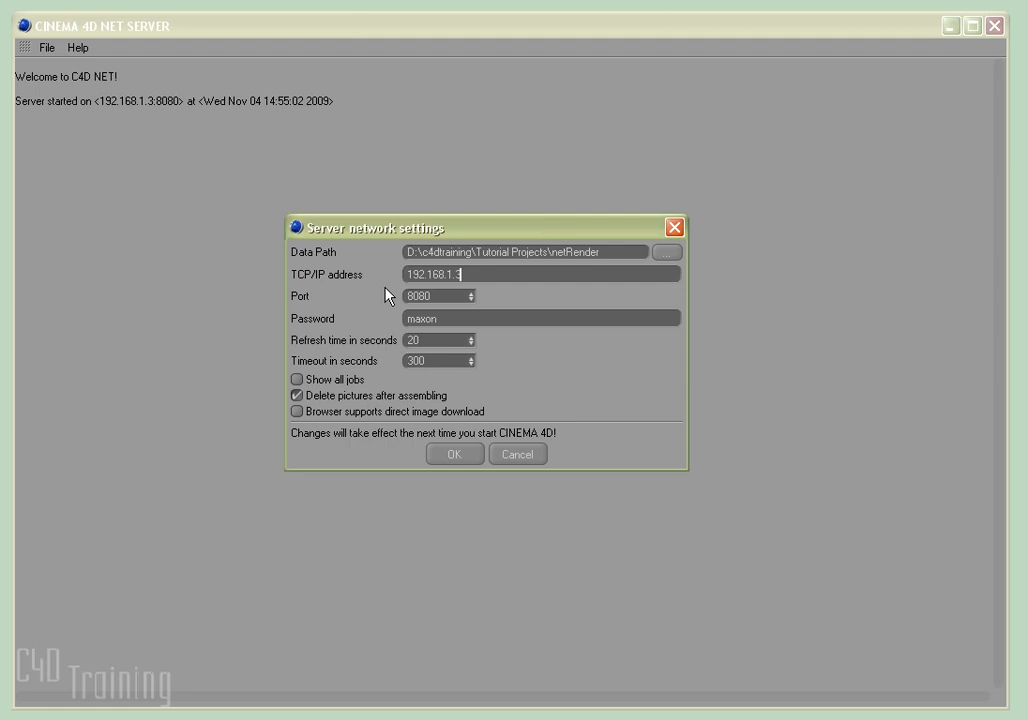 CINEMA 4D NET SERVER
File Help
Welcome to C4D NET!
Server started on <192.168.1.3:8080> at <Wed Nov 04 14:55:02 2009>
Server network settings
Data Path D:\c4dtraining\Tutorial Projects\netRender ...
TCP/IP address 192.168.1.3
Port 8080
Password maxon
Refresh time in seconds 20
Timeout in seconds 300
Show all jobs
Delete pictures after assembling
Browser supports direct image download
Changes will take effect the next time you start CINEMA 4D!
OK Cancel
C4D Training